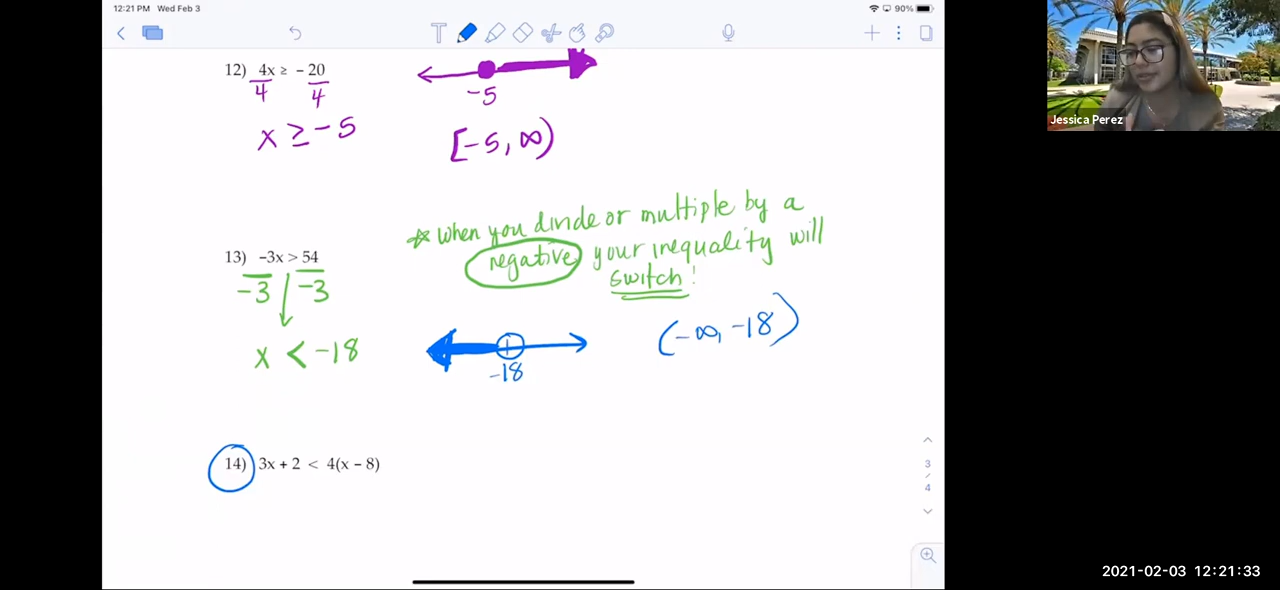 12:21 PM Wed Feb 3
90%
12) 4x ≥ - 20
4 4
x ≥ -5
-5
[-5, ∞)
Jessica Perez
* when you divide or multiple by a
negative your inequality will
switch!
13) -3x > 54
-3 -3
x < -18
-18
(-∞, -18)
14) 3x + 2 < 4(x - 8)
3
/
4
2021-02-03 12:21:33